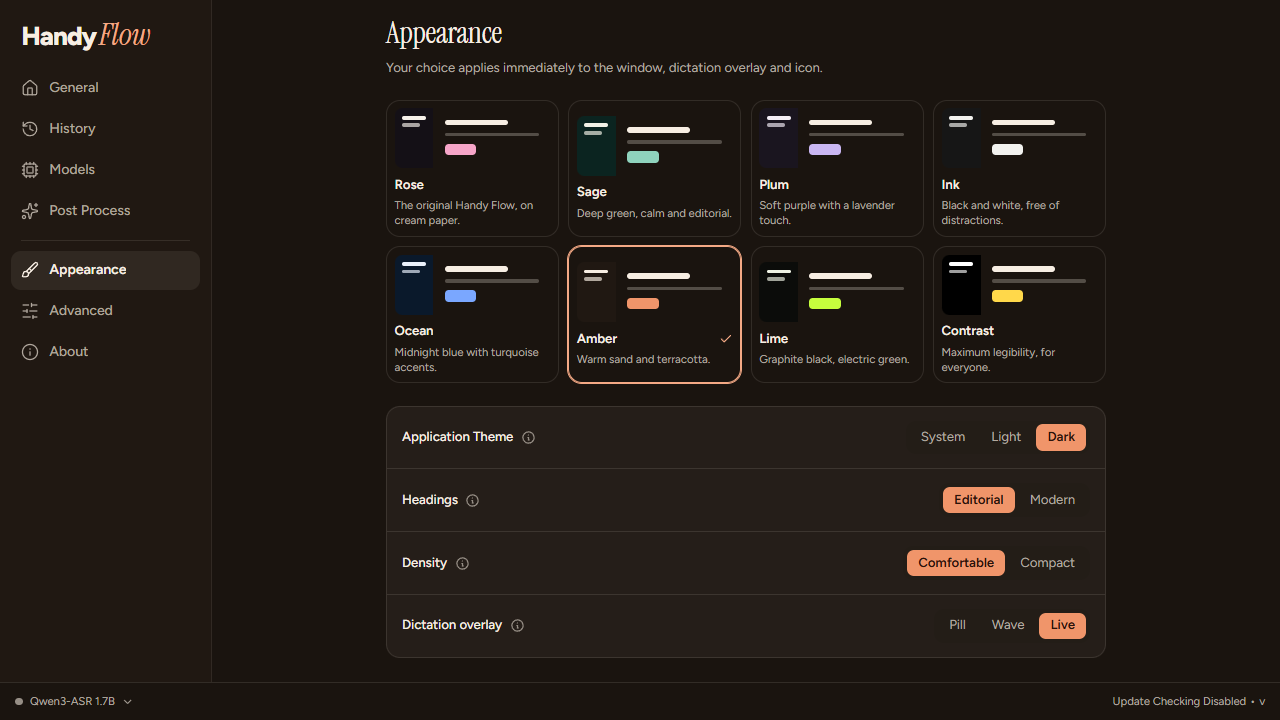 Handy Flow
General
History
Models
Post Process
Appearance
Advanced
About
Appearance
Your choice applies immediately to the window, dictation overlay and icon.
Rose
The original Handy Flow, on
cream paper.
Sage
Deep green, calm and editorial.
Plum
Soft purple with a lavender
touch.
Ink
Black and white, free of
distractions.
Ocean
Midnight blue with turquoise
accents.
Amber
Warm sand and terracotta.
Lime
Graphite black, electric green.
Contrast
Maximum legibility, for
everyone.
Application Theme
System Light Dark
Headings
Editorial Modern
Density
Comfortable Compact
Dictation overlay
Pill Wave Live
Qwen3-ASR 1.7B
Update Checking Disabled • v